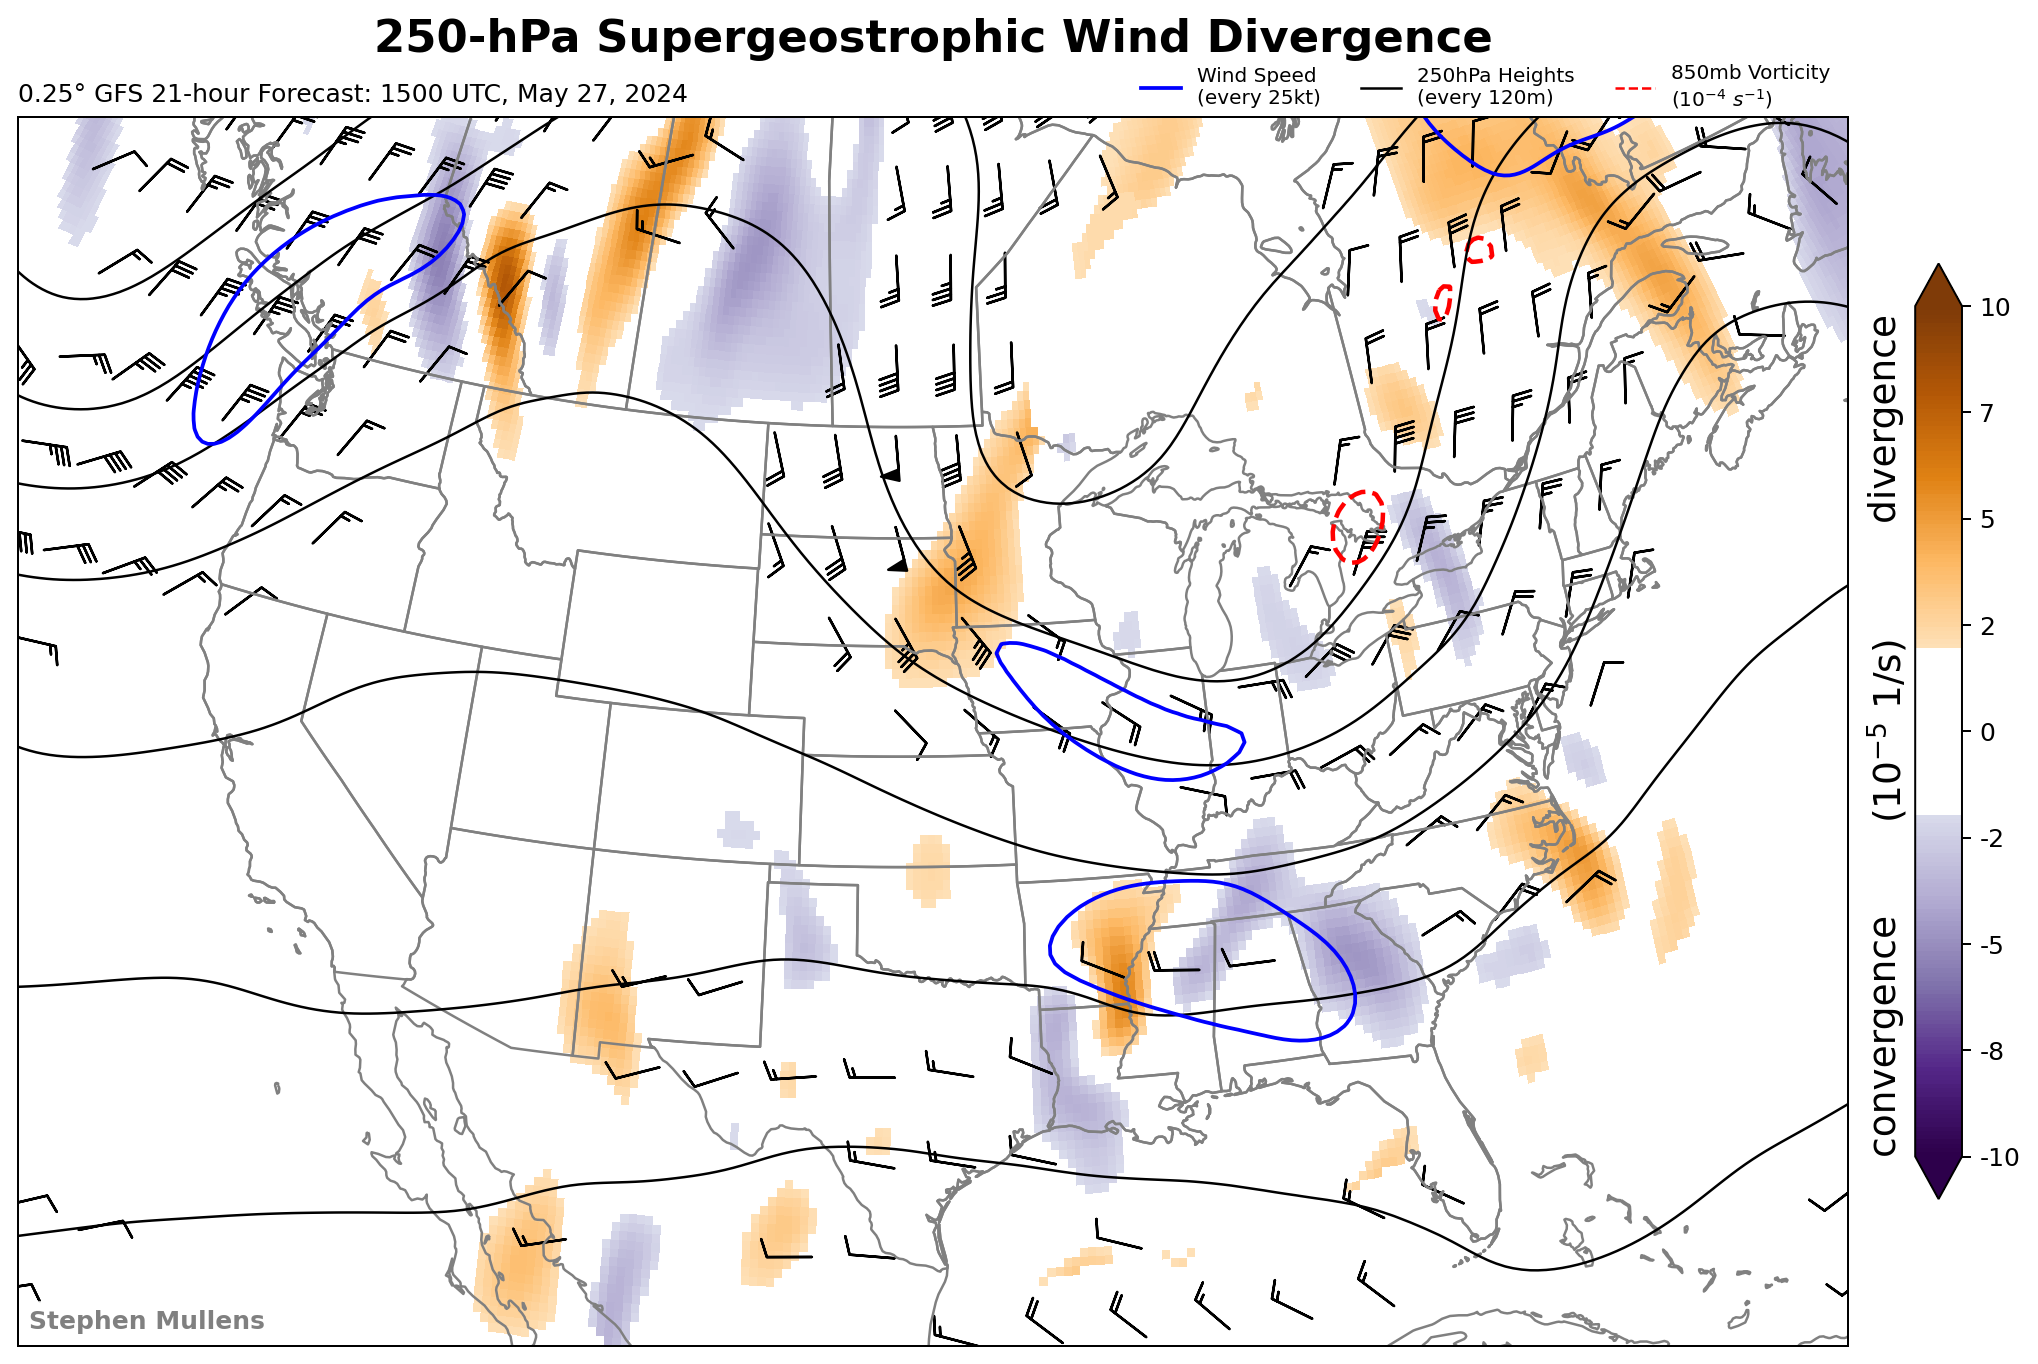 250-hPa Supergeostrophic Wind Divergence
0.25° GFS 21-hour Forecast: 1500 UTC, May 27, 2024
Wind Speed
(every 25kt)
250hPa Heights
(every 120m)
850mb Vorticity
(10⁻⁴ s⁻¹)
10
7
5
2
0
-2
-5
-8
-10
convergence (10⁻⁵ 1/s) divergence
Stephen Mullens